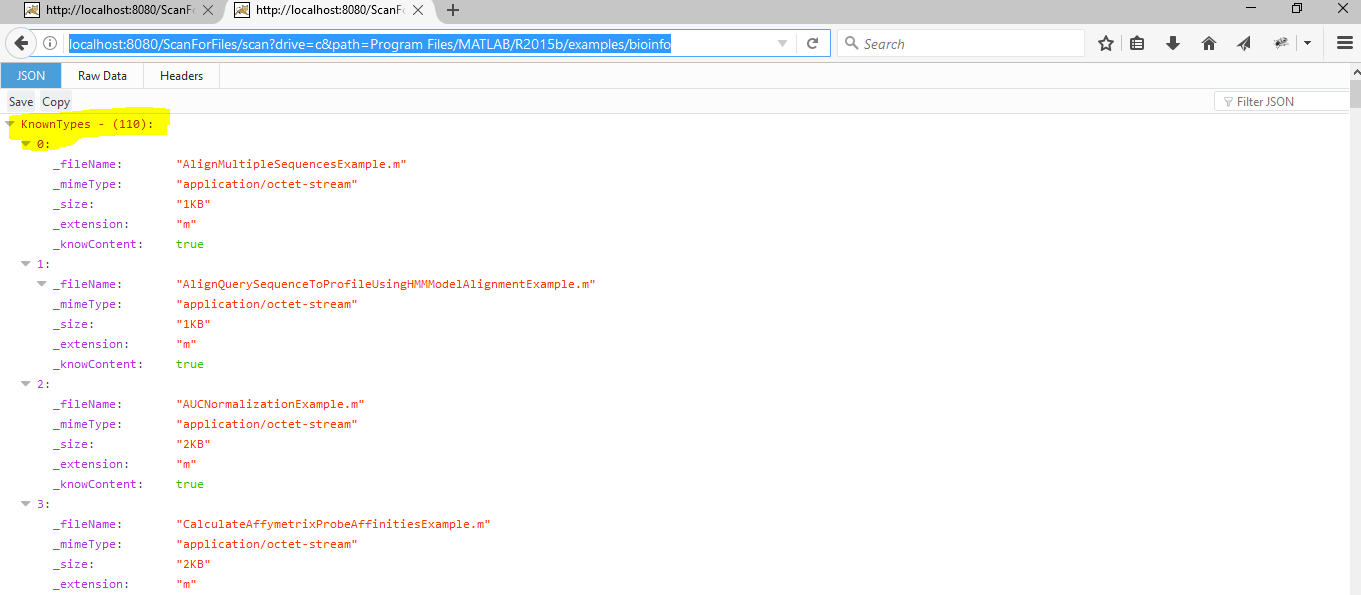 http://localhost:8080/ScanFo
http://localhost:8080/ScanFo
localhost:8080/ScanForFiles/scan?drive=c&path=Program Files/MATLAB/R2015b/examples/bioinfo
Search
JSON Raw Data Headers
Save Copy
Filter JSON
KnownTypes - (110):
0:
_fileName: "AlignMultipleSequencesExample.m"
_mimeType: "application/octet-stream"
_size: "1KB"
_extension: "m"
_knowContent: true
1:
_fileName: "AlignQuerySequenceToProfileUsingHMMModelAlignmentExample.m"
_mimeType: "application/octet-stream"
_size: "1KB"
_extension: "m"
_knowContent: true
2:
_fileName: "AUCNormalizationExample.m"
_mimeType: "application/octet-stream"
_size: "2KB"
_extension: "m"
_knowContent: true
3:
_fileName: "CalculateAffymetrixProbeAffinitiesExample.m"
_mimeType: "application/octet-stream"
_size: "2KB"
_extension: "m"